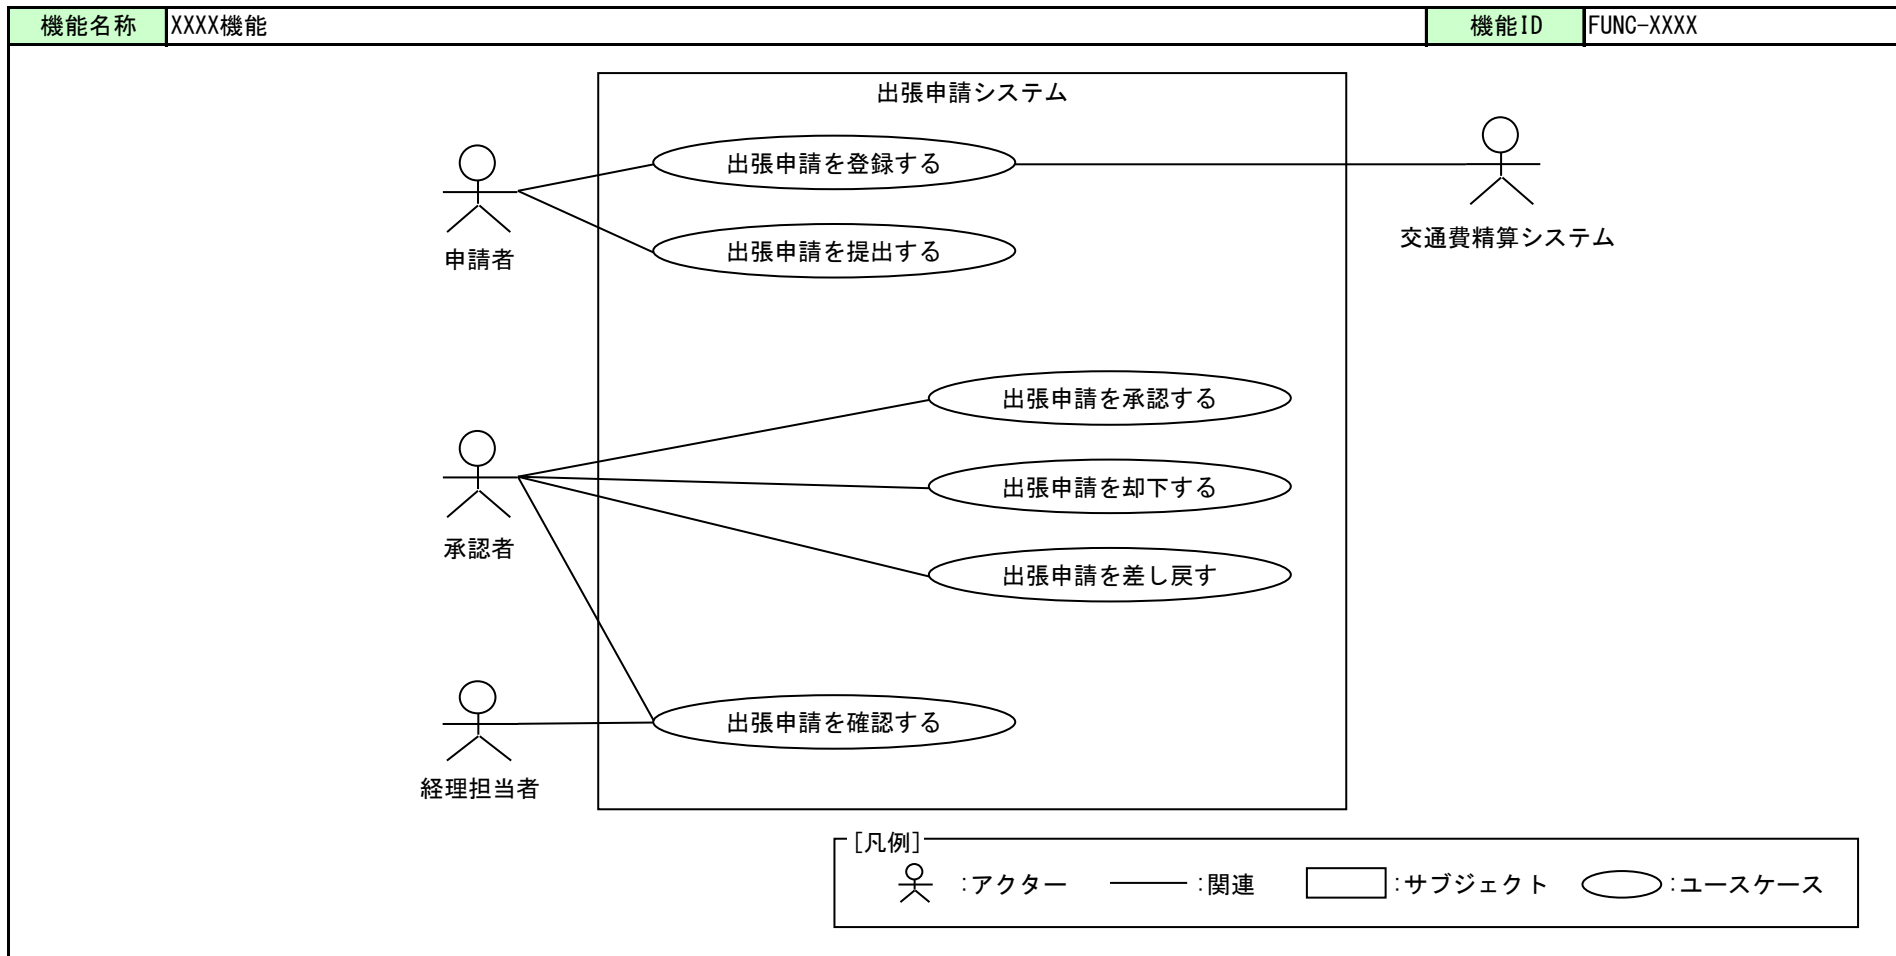 機能名称 XXXX機能 機能ID FUNC-XXXX
出張申請システム
出張申請を登録する
申請者
出張申請を提出する
交通費精算システム
出張申請を承認する
出張申請を却下する
承認者
出張申請を差し戻す
出張申請を確認する
経理担当者
[凡例]
:アクター :関連 :サブジェクト :ユースケース